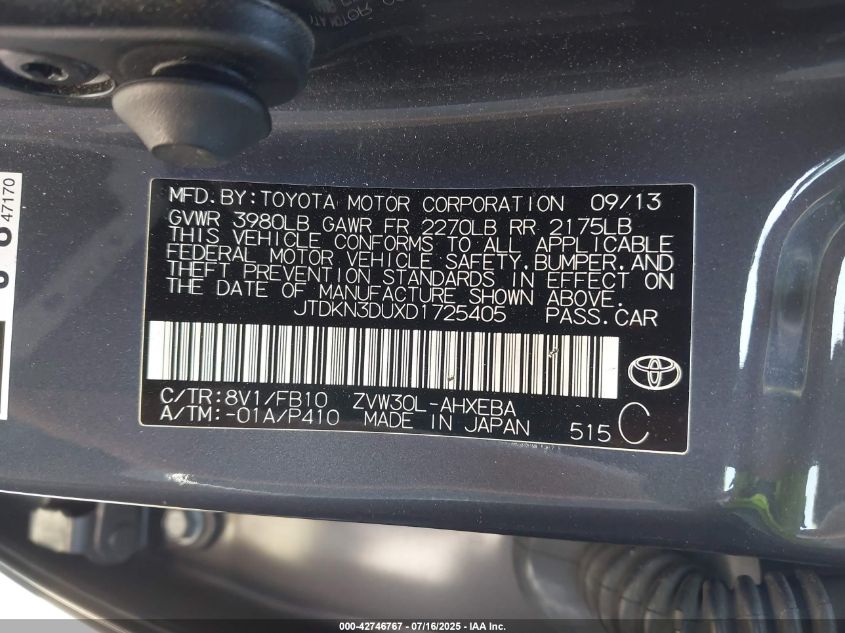 47170
MFD.BY:TOYOTA MOTOR CORPORATION 09/13
GVWR 3980LB GAWR FR 2270LB RR 2175LB
THIS VEHICLE CONFORMS TO ALL APPLICABLE
FEDERAL MOTOR VEHICLE SAFETY,BUMPER,AND
THEFT PREVENTION STANDARDS IN EFFECT ON
THE DATE OF MANUFACTURE SHOWN ABOVE.
JTDKN3DUXD1725405 PASS.CAR
C/TR:8V1/FB10 ZVW30L-AHXEBA
A/TM:-01A/P410 MADE IN JAPAN 515 C
000-42746767 - 07/16/2025 - IAA Inc.